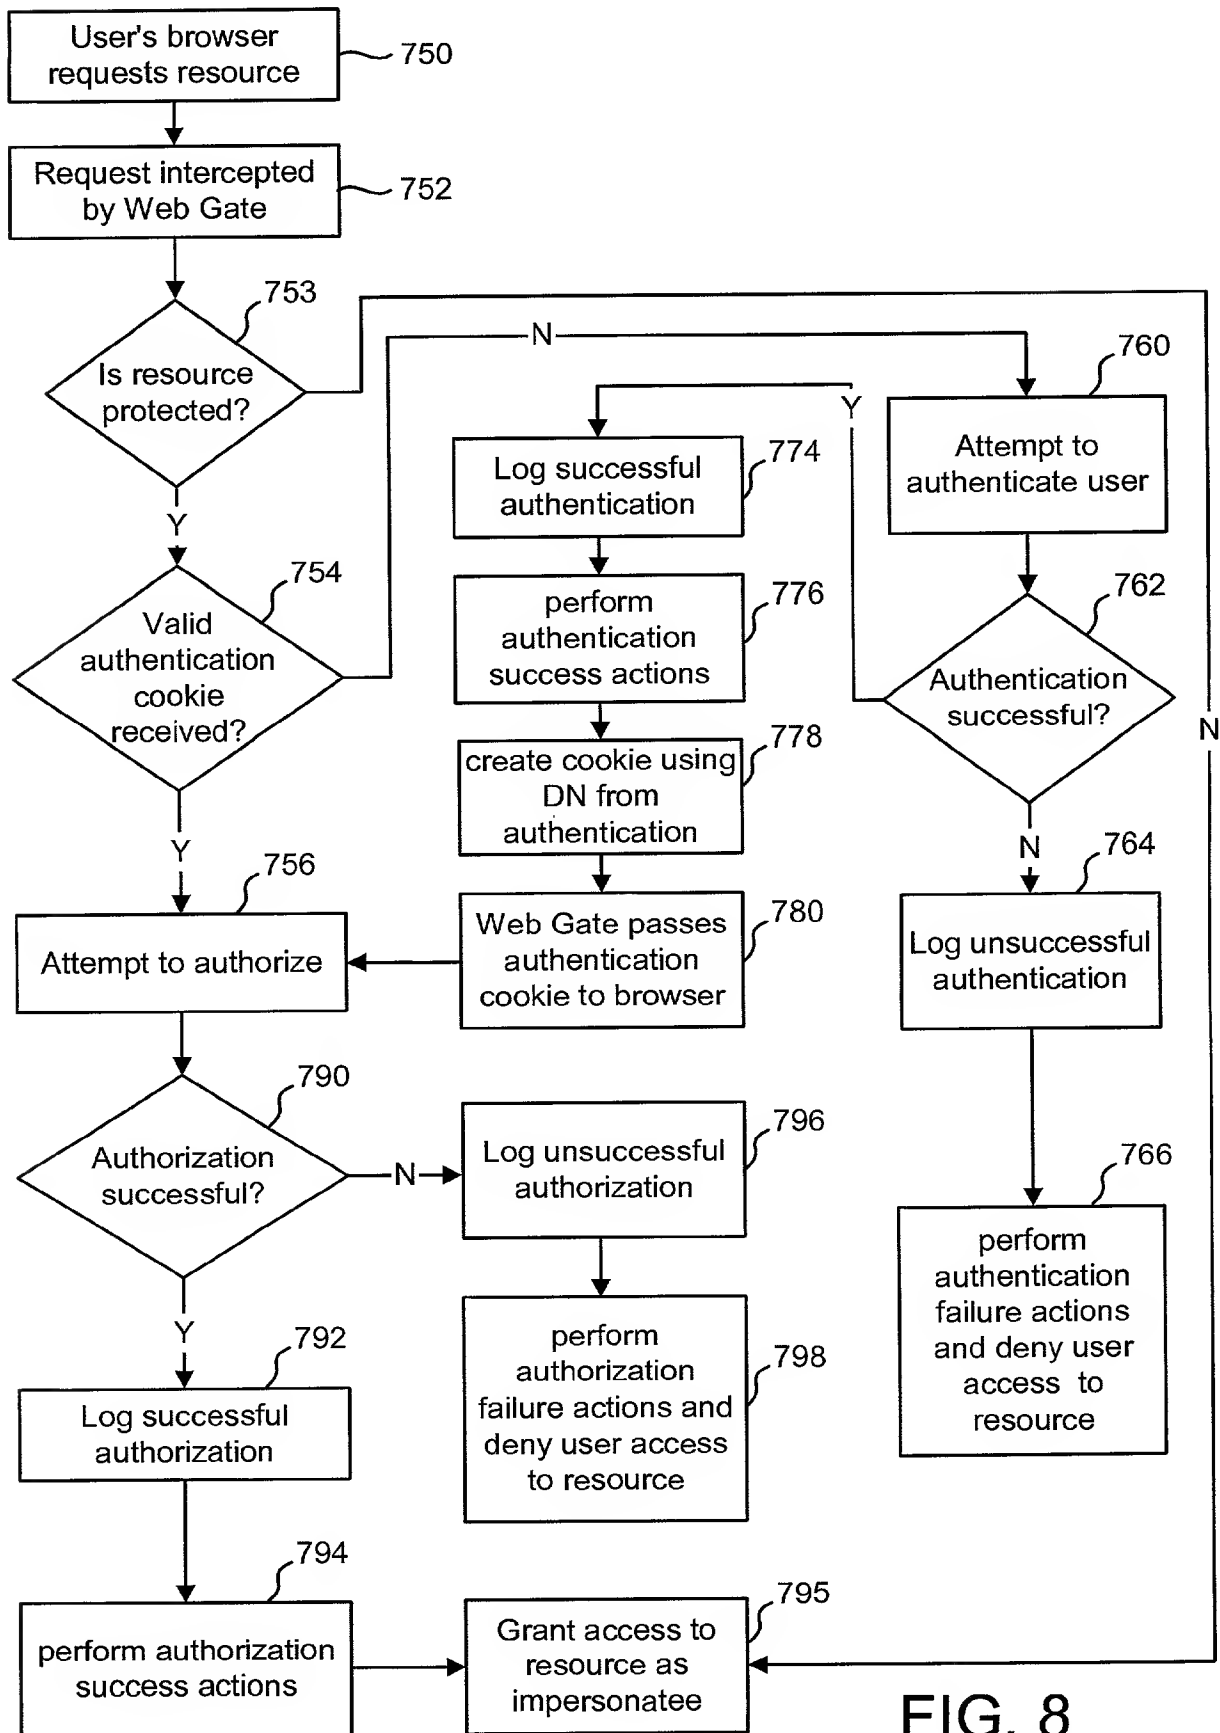 User's browser
requests resource
750
Request intercepted
by Web Gate
752
753
Is resource
protected?
N
Y
754
Valid
authentication
cookie
received?
N
Y
760
Attempt to
authenticate user
762
Authentication
successful?
Y
N
774
Log successful
authentication
776
perform
authentication
success actions
778
create cookie using
DN from
authentication
780
Web Gate passes
authentication
cookie to browser
764
Log unsuccessful
authentication
766
perform
authentication
failure actions
and deny user
access to
resource
756
Attempt to authorize
790
Authorization
successful?
N
Y
796
Log unsuccessful
authorization
798
perform
authorization
failure actions and
deny user access
to resource
792
Log successful
authorization
794
perform authorization
success actions
795
Grant access to
resource as
impersonatee
FIG. 8